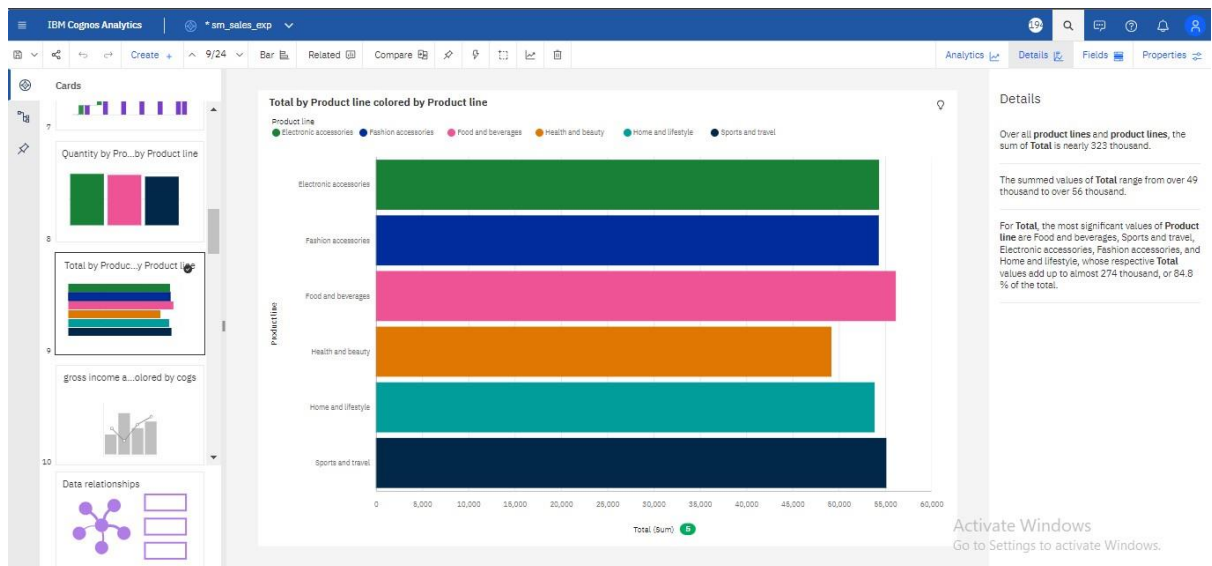 IBM Cognos Analytics
* sm_sales_exp
194
Create +
9/24
Bar
Related
Compare
Analytics
Details
Fields
Properties
Cards
7
Quantity by Pro...by Product line
8
Total by Produc...y Product line
9
gross income a...olored by cogs
10
Data relationships
Total by Product line colored by Product line
Product line
Electronic accessories
Fashion accessories
Food and beverages
Health and beauty
Home and lifestyle
Sports and travel
Product line
Electronic accessories
Fashion accessories
Food and beverages
Health and beauty
Home and lifestyle
Sports and travel
0
5,000
10,000
15,000
20,000
25,000
30,000
35,000
40,000
45,000
50,000
55,000
60,000
Total (Sum) 5
Details
Over all product lines and product lines, the
sum of Total is nearly 323 thousand.
The summed values of Total range from over 49
thousand to over 56 thousand.
For Total, the most significant values of Product
line are Food and beverages, Sports and travel,
Electronic accessories, Fashion accessories, and
Home and lifestyle, whose respective Total
values add up to almost 274 thousand, or 84.8
% of the total.
Activate Windows
Go to Settings to activate Windows.